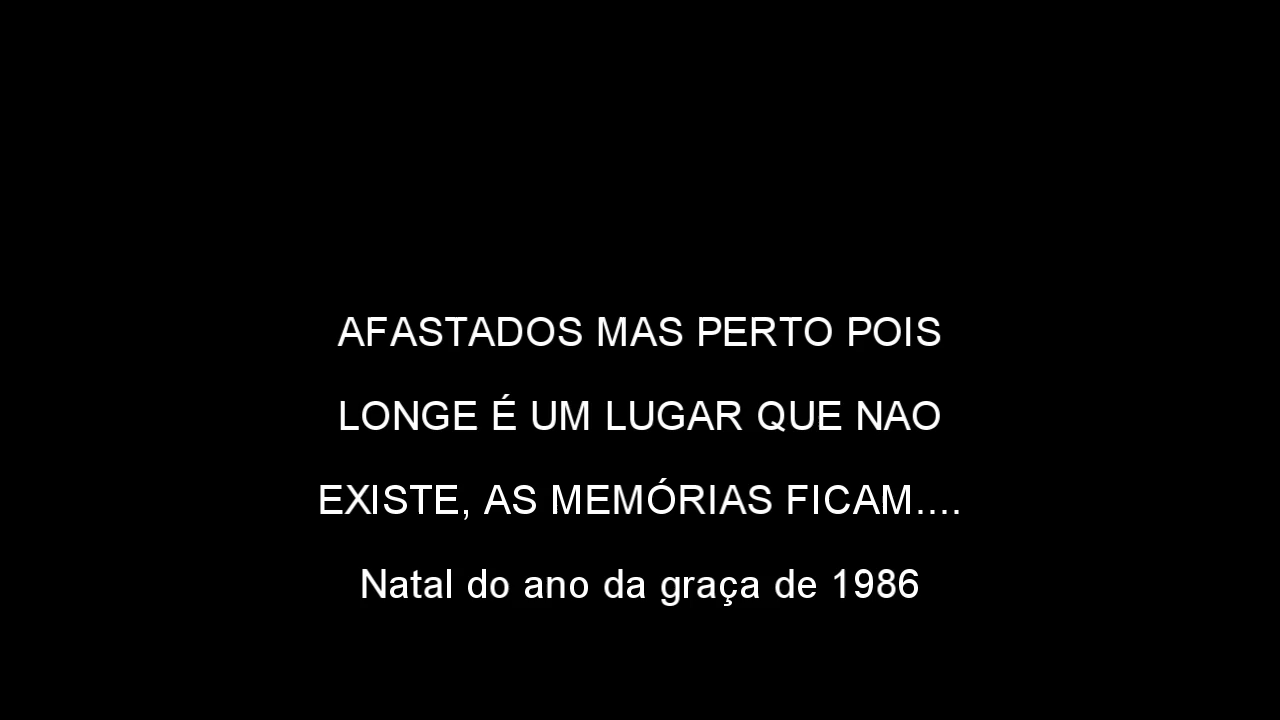 AFASTADOS MAS PERTO POIS
LONGE É UM LUGAR QUE NAO
EXISTE, AS MEMÓRIAS FICAM....
Natal do ano da graça de 1986